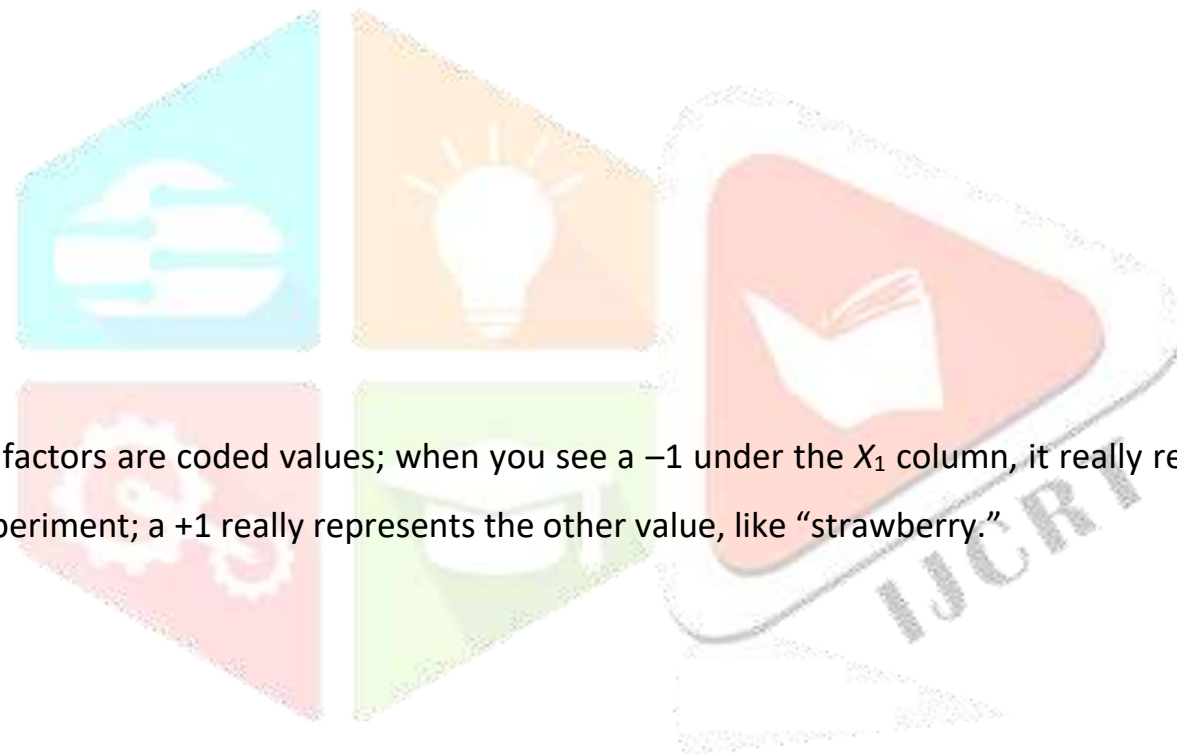 factors are coded values; when you see a –1 under the X₁ column, it really re
periment; a +1 really represents the other value, like “strawberry.”
IJCRT